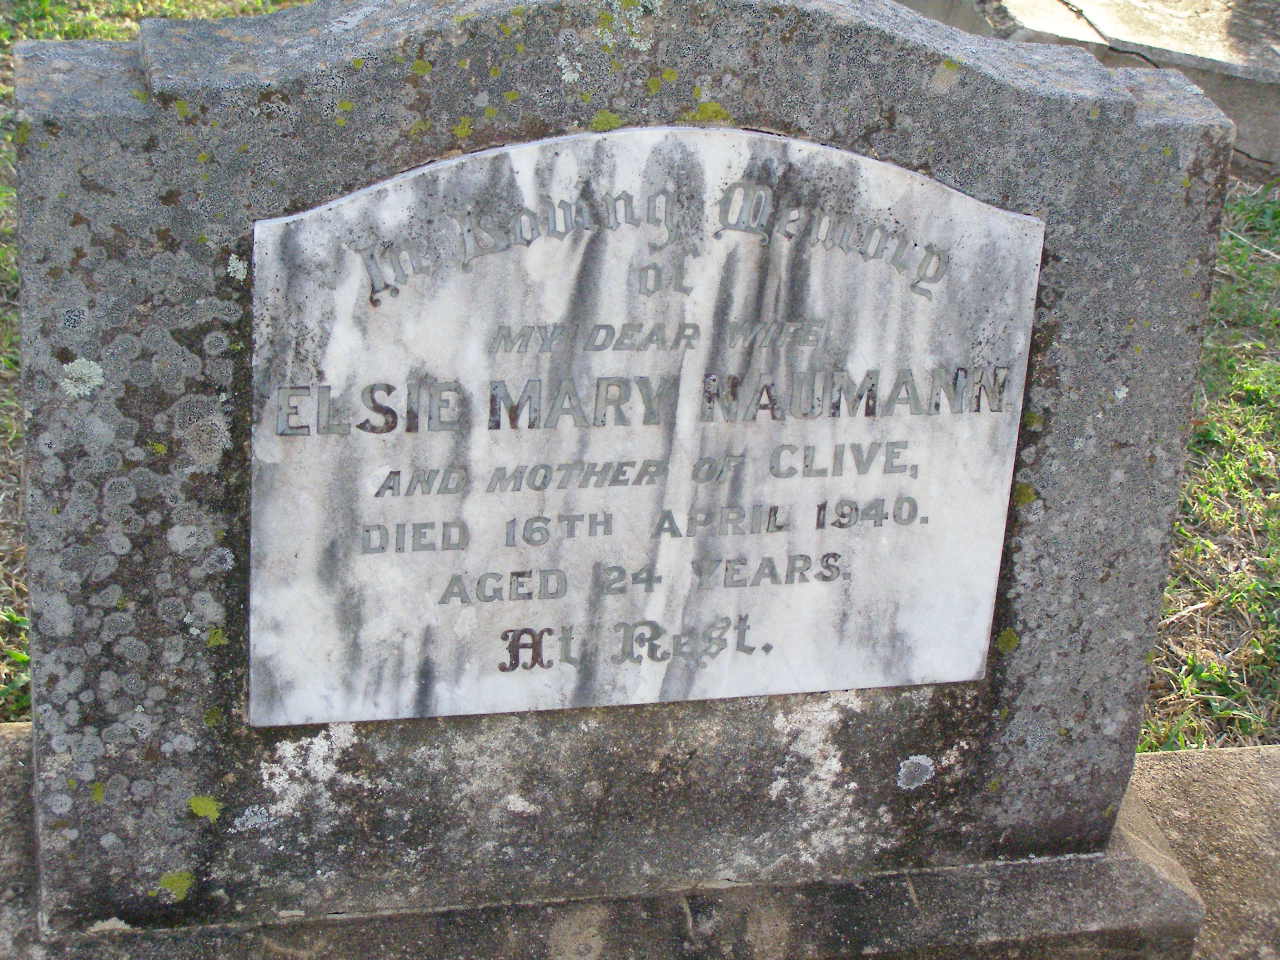 In Loving Memory
of
MY DEAR WIFE
ELSIE MARY NAUMANN
AND MOTHER OF CLIVE,
DIED 16TH APRIL 1940.
AGED 24 YEARS.
At Rest.